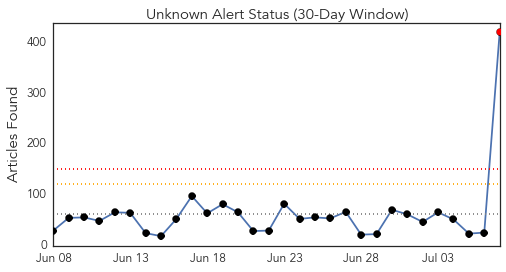 Unknown Alert Status (30-Day Window)
Articles Found
400
300
200
100
0
Jun 08 Jun 13 Jun 18 Jun 23 Jun 28 Jul 03